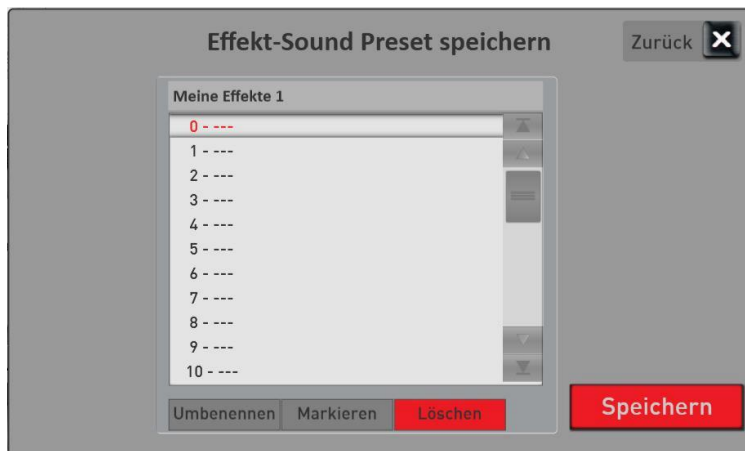 Effekt-Sound Preset speichern
Zurück
Meine Effekte 1
0 - ---
1 - ---
2 - ---
3 - ---
4 - ---
5 - ---
6 - ---
7 - ---
8 - ---
9 - ---
10 - ---
Umbenennen Markieren Löschen
Speichern